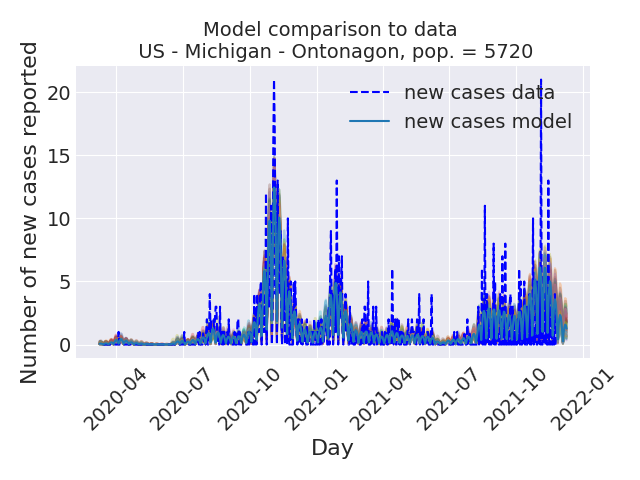 Model comparison to data
US - Michigan - Ontonagon, pop. = 5720
new cases data
new cases model
Number of new cases reported
20
15
10
5
0
2020-04
2020-07
2020-10
2021-01
2021-04
2021-07
2021-10
2022-01
Day